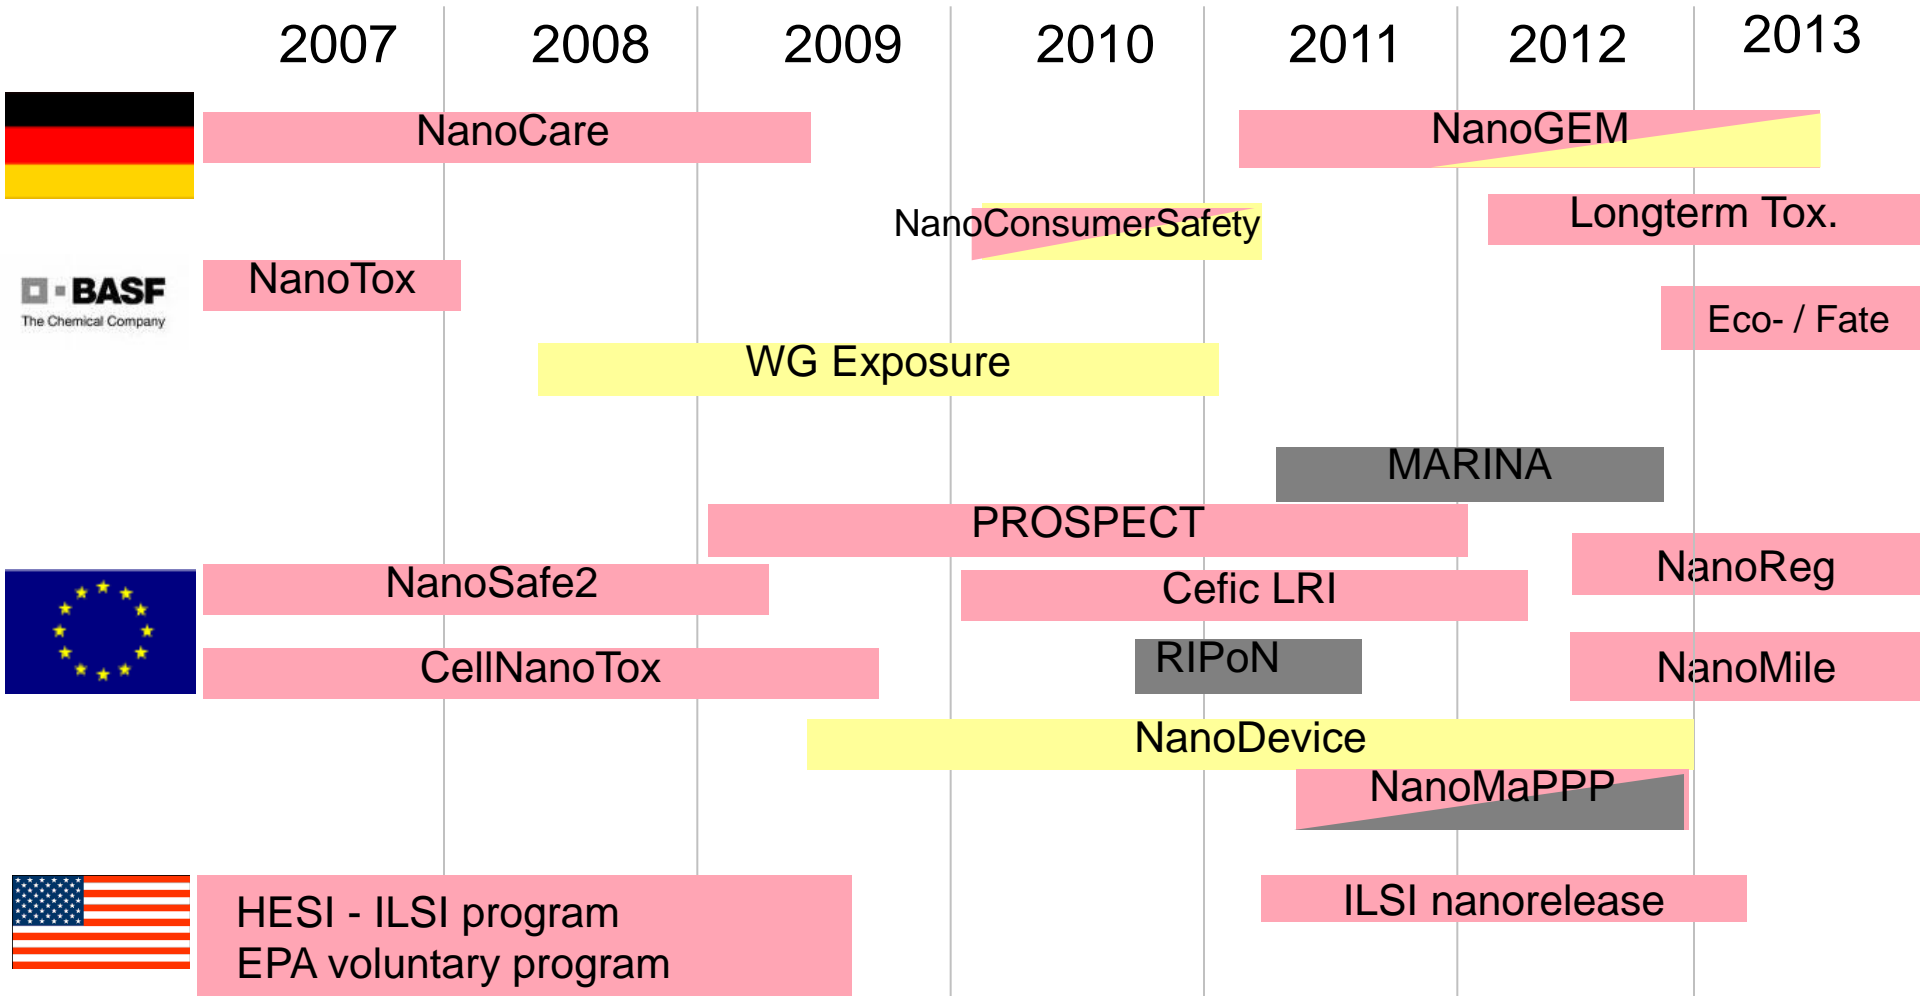 2007 2008 2009 2010 2011 2012 2013
NanoCare NanoGEM
NanoConsumerSafety Longterm Tox.
BASF
The Chemical Company
NanoTox
Eco- / Fate
WG Exposure
MARINA
PROSPECT
NanoSafe2 Cefic LRI NanoReg
CellNanoTox RIPoN NanoMile
NanoDevice
NanoMaPPP
HESI - ILSI program ILSI nanorelease
EPA voluntary program